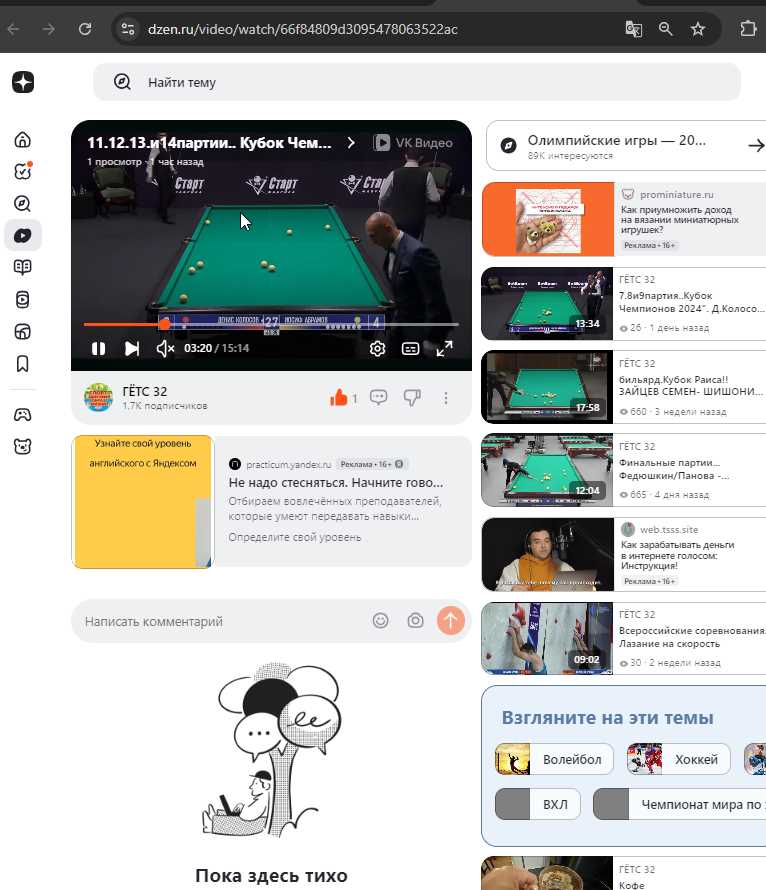 dzen.ru/video/watch/66f84809d3095478063522ac
Найти тему
11.12.13.и14партии.. Кубок Чем...
VK Видео
1 просмотр · 1 час назад
Старт
Старт
ДЕНИС КОЛОСОВ
27
ИОСИФ АБРАМОВ
4
03:20 / 15:14
ГЁТС 32
1,7K подписчиков
1
Узнайте свой уровень
английского с Яндексом
practicum.yandex.ru
Реклама • 16+
Не надо стесняться. Начните гово...
Отбираем вовлечённых преподавателей,
которые умеют передавать навыки...
Определите свой уровень
Написать комментарий
Пока здесь тихо
Олимпийские игры — 20...
89K интересуются
prominiature.ru
Как приумножить доход
на вязании миниатюрных
игрушек?
Реклама • 16+
13:34
ГЁТС 32
7.8и9партия..Кубок
Чемпионов 2024". Д.Колосо...
26 · 1 день назад
17:58
ГЁТС 32
бильярд.Кубок Раиса!!
ЗАЙЦЕВ СЕМЕН- ШИШОНИ...
660 · 3 недели назад
12:04
ГЁТС 32
Финальные партии...
Федюшкин/Панова -...
665 · 4 дня назад
web.tsss.site
Как зарабатывать деньги
в интернете голосом:
Инструкция!
Реклама • 16+
09:02
ГЁТС 32
Всероссийские соревнования.
Лазание на скорость
30 · 2 недели назад
Взгляните на эти темы
Волейбол
Хоккей
ВХЛ
Чемпионат мира по
ГЁТС 32
Кофе